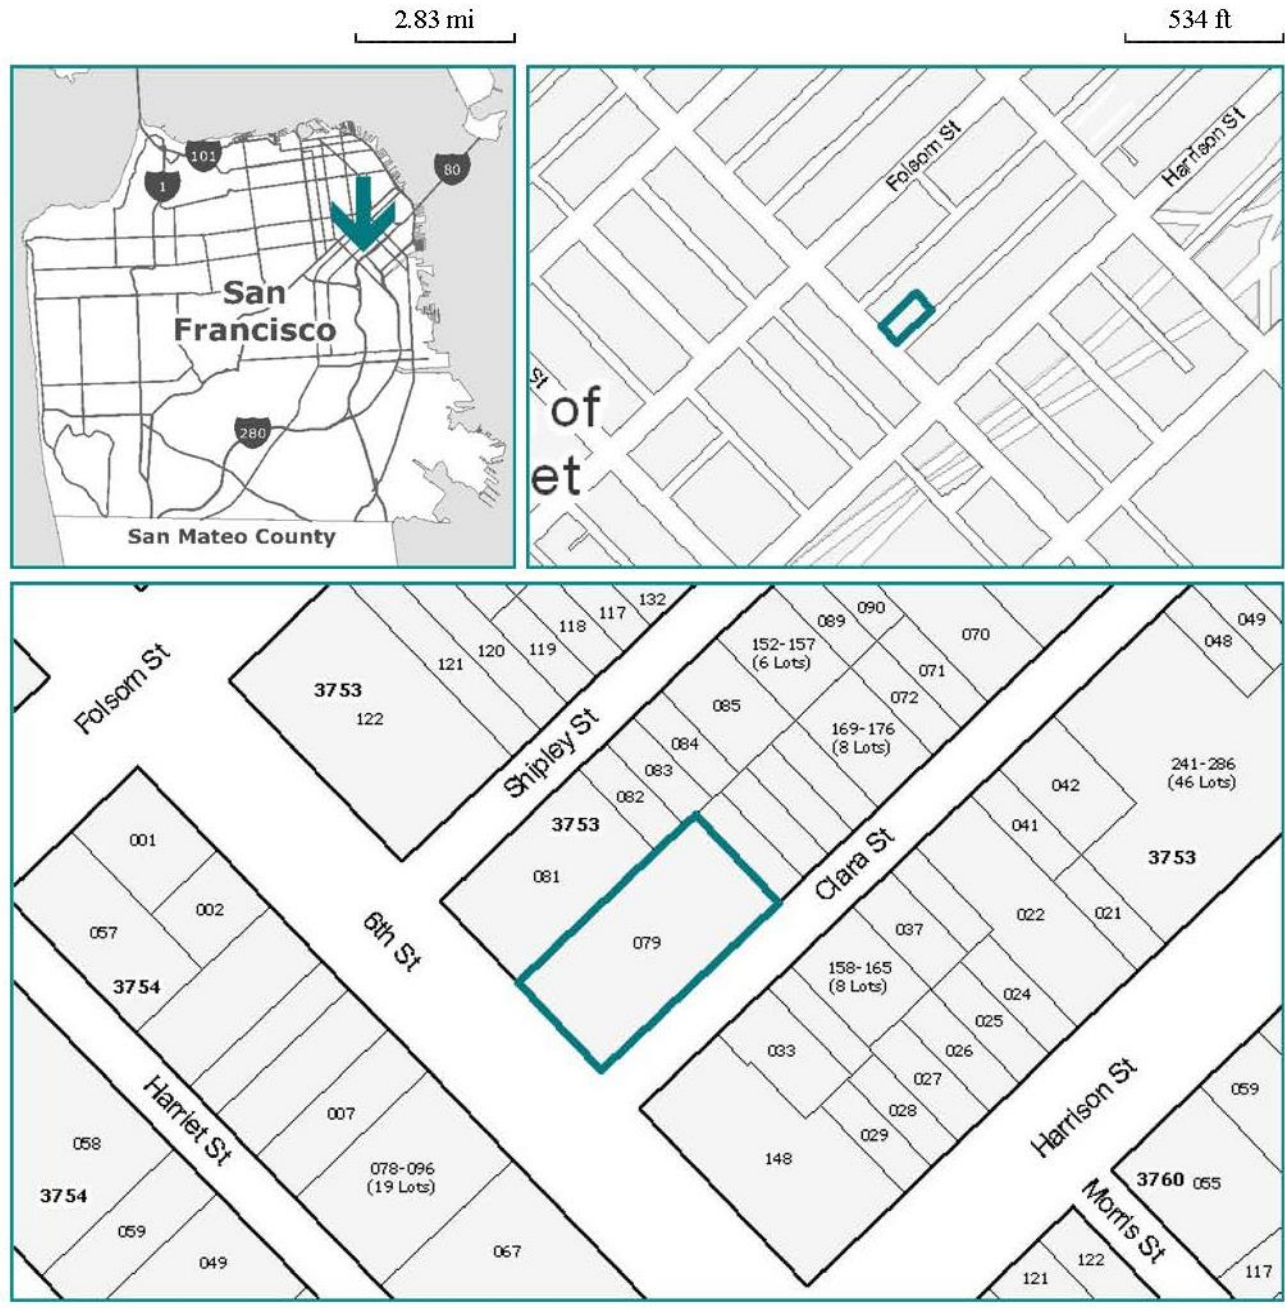 2.83 mi
534 ft
101
1
80
San
Francisco
280
San Mateo County
Folsom St
Harrison St
St
of
et
Folsom St
3753
122
121
120
119
118
117
132
Shipley St
152-157
(6 Lots)
089
090
070
071
072
085
084
083
082
169-176
(8 Lots)
3753
081
079
6th St
Clara St
049
048
241-286
(46 Lots)
042
041
3753
022
021
037
158-165
(8 Lots)
024
025
026
027
028
029
033
148
001
002
057
3754
007
078-096
(19 Lots)
067
Harriet St
058
3754
059
049
Harrison St
059
3760
055
Morris St
122
121
117